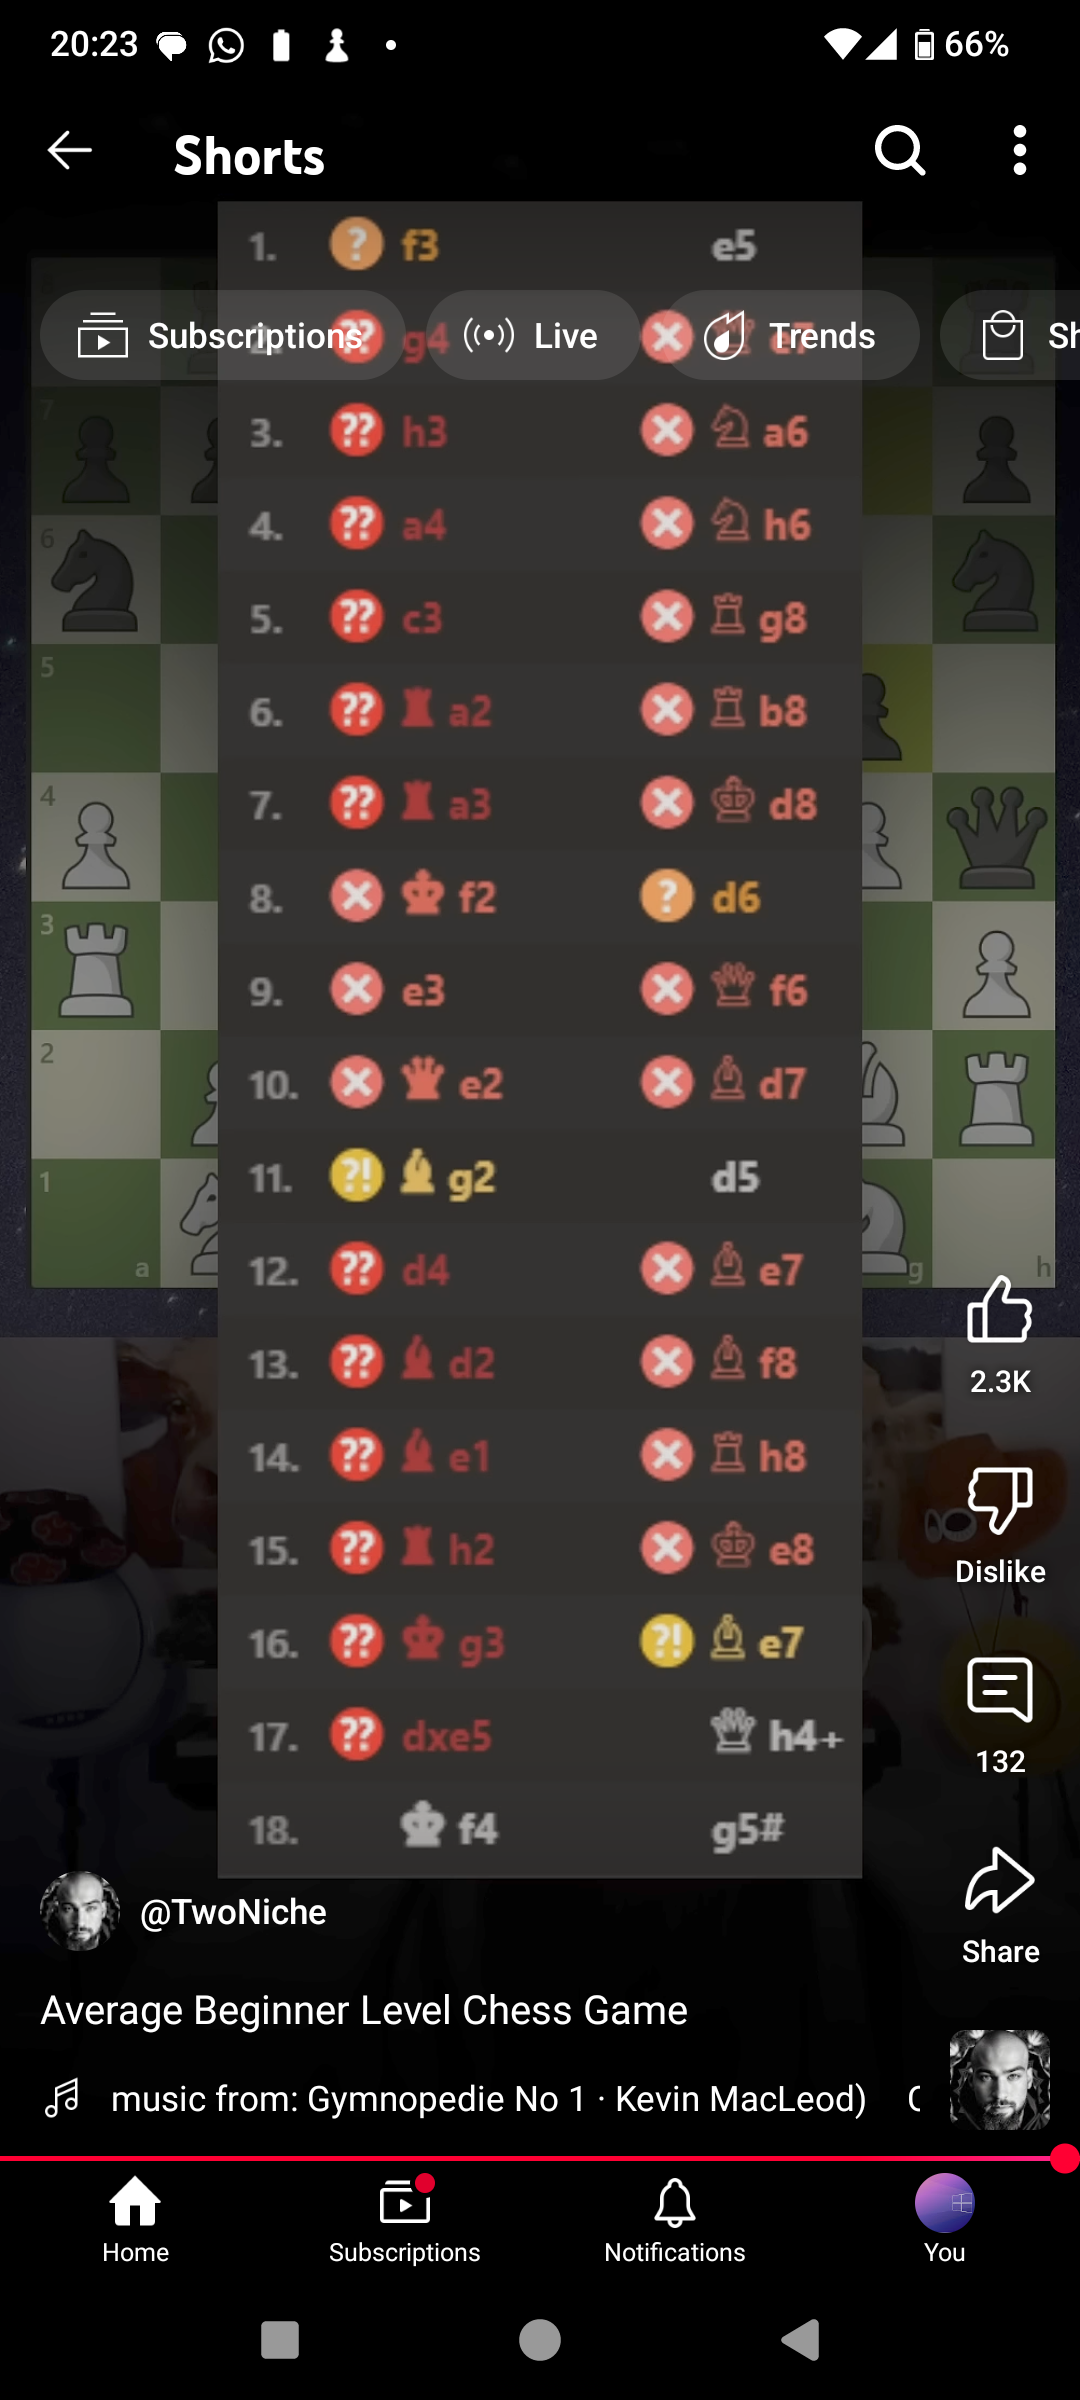 20:23 66%
Shorts
1. ? f3 e5
Subscriptions Live Trends Sh
2. ?? g4 e7
3. ?? h3 a6
4. ?? a4 h6
5. ?? c3 g8
6. ?? a2 b8
7. ?? a3 d8
8. f2 ? d6
9. e3 f6
10. e2 d7
11. ?! g2 d5
12. ?? d4 e7
13. ?? d2 f8
14. ?? e1 h8
15. ?? h2 e8
16. ?? g3 ?! e7
17. ?? dxe5 h4+
18. f4 g5#
7
6
5
4
3
2
1
a g h
2.3K
Dislike
132
Share
@TwoNiche
Average Beginner Level Chess Game
music from: Gymnopedie No 1 · Kevin MacLeod)
Home Subscriptions Notifications You